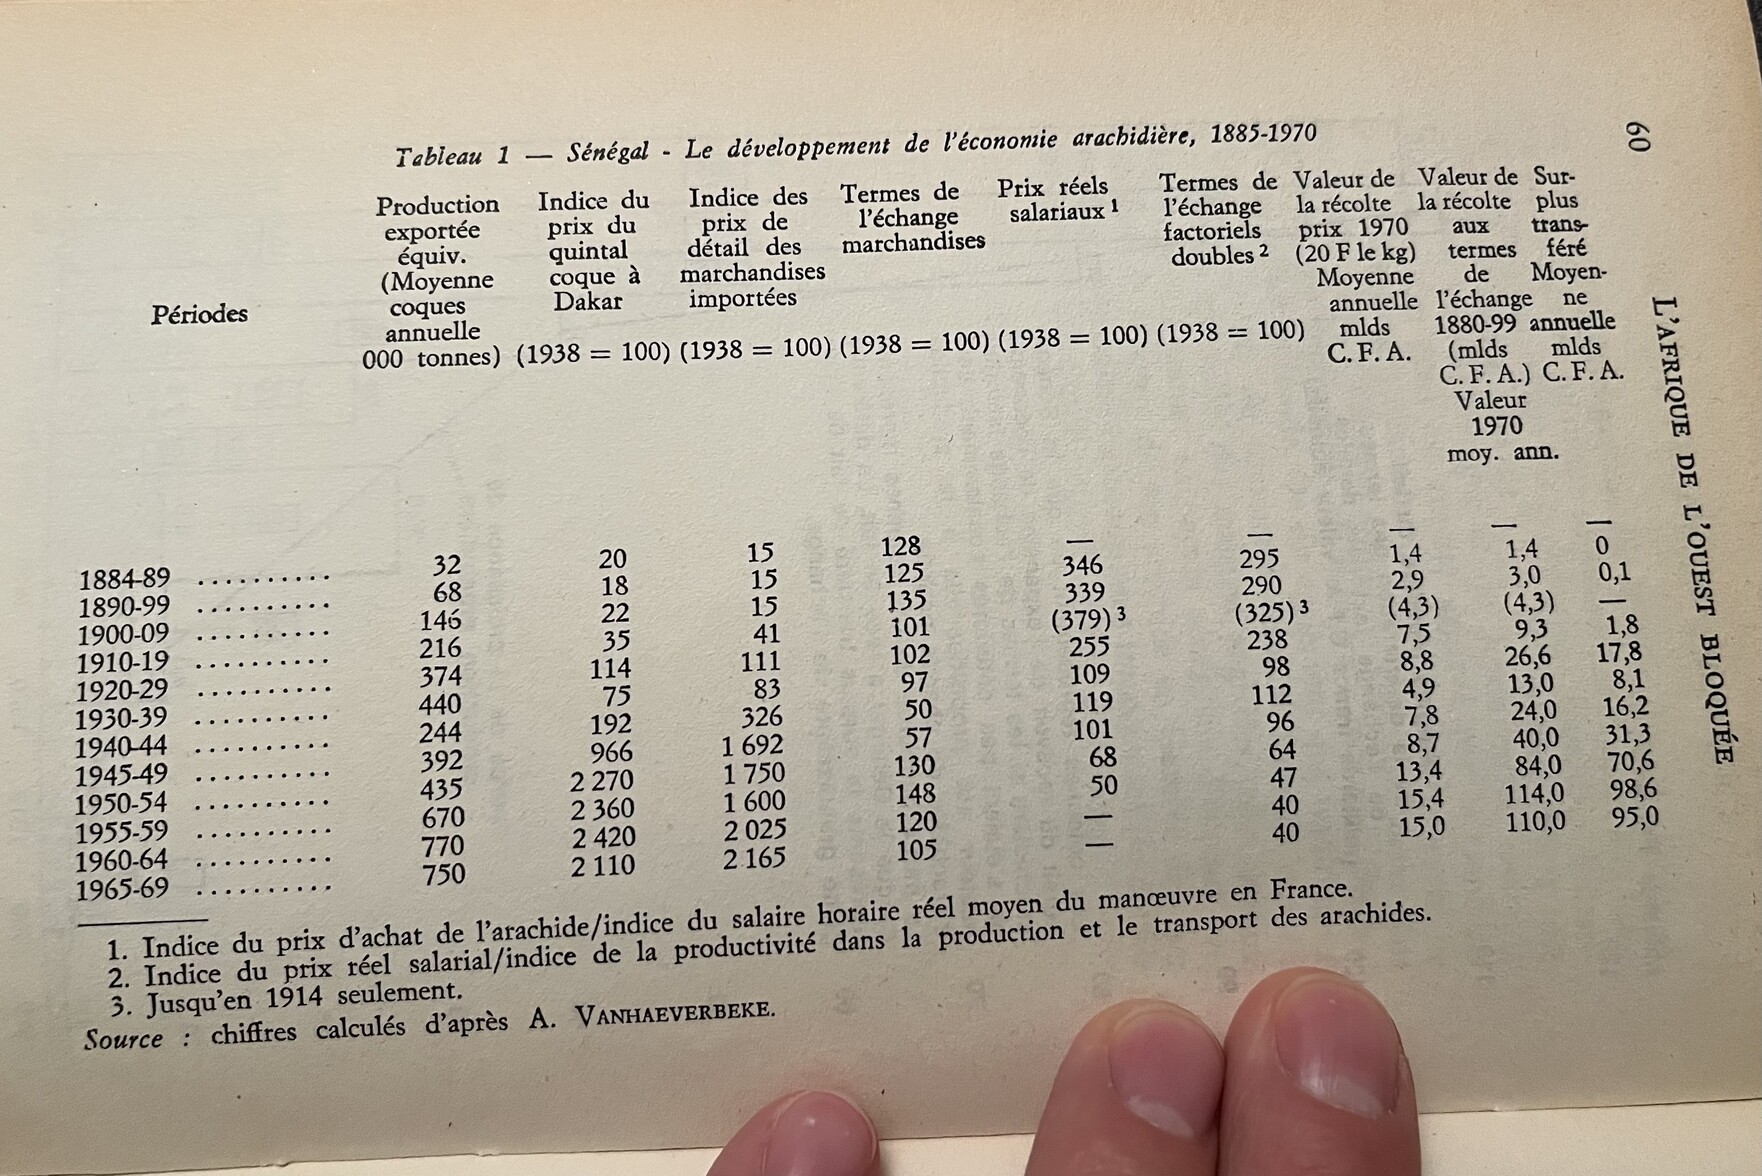 60
L'AFRIQUE DE L'OUEST BLOQUÉE
Tableau 1 — Sénégal - Le développement de l'économie arachidière, 1885-1970
Périodes
Production
exportée
équiv.
(Moyenne
coques
annuelle
000 tonnes)
Indice du
prix du
quintal
coque à
Dakar
(1938 = 100)
Indice des
prix de
détail des
marchandises
importées
(1938 = 100)
Termes de
l'échange
marchandises
(1938 = 100)
Prix réels
salariaux 1
(1938 = 100)
Termes de
l'échange
factoriels
doubles 2
(1938 = 100)
Valeur de
la récolte
prix 1970
(20 F le kg)
Moyenne
annuelle
mlds
C. F. A.
Valeur de
la récolte
aux
termes
de
l'échange
1880-99
(mlds
C. F. A.)
Valeur
1970
moy. ann.
Sur-
plus
trans-
féré
Moyen-
ne
annuelle
mlds
C. F. A.
1884-89 .......... 32 20 15 128 — — — — —
1890-99 .......... 68 18 15 125 346 295 1,4 1,4 0
1900-09 .......... 146 22 15 135 339 290 2,9 3,0 0,1
1910-19 .......... 216 35 41 101 (379) 3 (325) 3 (4,3) (4,3) —
1920-29 .......... 374 114 111 102 255 238 7,5 9,3 1,8
1930-39 .......... 440 75 83 97 109 98 8,8 26,6 17,8
1940-44 .......... 244 192 326 50 119 112 4,9 13,0 8,1
1945-49 .......... 392 966 1 692 57 101 96 7,8 24,0 16,2
1950-54 .......... 435 2 270 1 750 130 68 64 8,7 40,0 31,3
1955-59 .......... 670 2 360 1 600 148 50 47 13,4 84,0 70,6
1960-64 .......... 770 2 420 2 025 120 — 40 15,4 114,0 98,6
1965-69 .......... 750 2 110 2 165 105 — 40 15,0 110,0 95,0
1. Indice du prix d'achat de l'arachide/indice du salaire horaire réel moyen du manœuvre en France.
2. Indice du prix réel salarial/indice de la productivité dans la production et le transport des arachides.
3. Jusqu'en 1914 seulement.
Source : chiffres calculés d'après A. VANHAEVERBEKE.